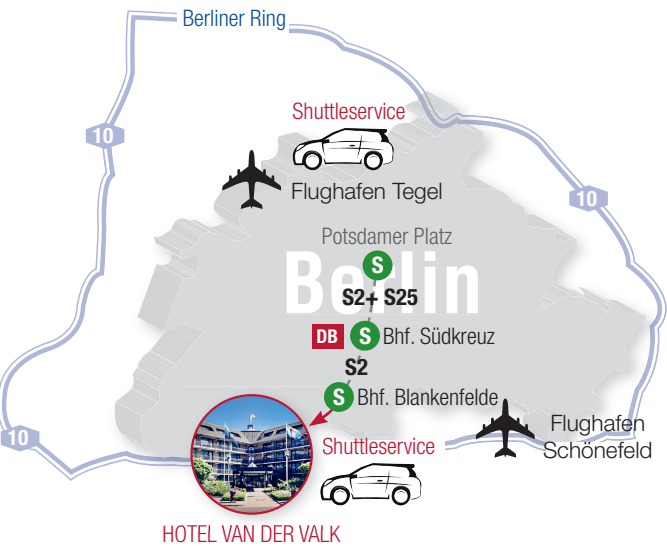 Berliner Ring
10
Shuttleservice
Flughafen Tegel
10
Potsdamer Platz
S
Berlin
S2+ S25
DB
S
Bhf. Südkreuz
S2
S
Bhf. Blankenfelde
10
Shuttleservice
Flughafen
Schönefeld
HOTEL VAN DER VALK